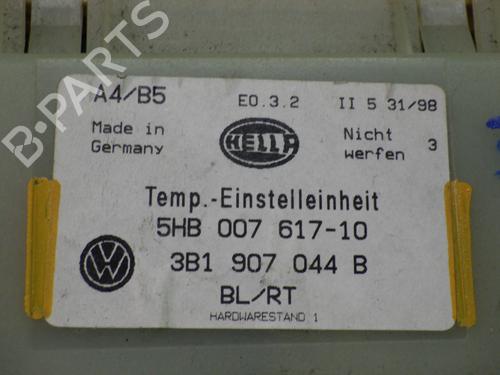 A4/B5 E0.3.2 II 5 31/98
Made in Germany
HELLA
Nicht werfen 3
Temp.-Einstelleinheit
5HB 007 617-10
3B1 907 044 B
BL/RT
HARDWARESTAND 1
VW
B-PARTS